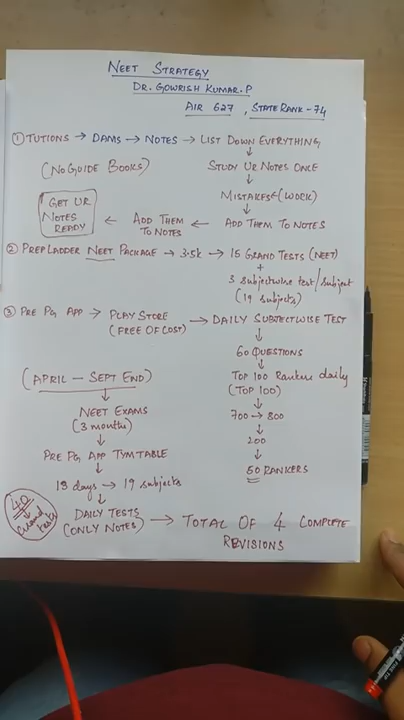 NEET STRATEGY
DR. GOWRISH KUMAR. P
AIR 627, STATE RANK - 74
① TUTIONS → DAMS → NOTES → LIST DOWN EVERYTHING
(NO GUIDE BOOKS)
STUDY UR NOTES ONCE
MISTAKES ← (WORK)
GET UR NOTES READY ← ADD THEM TO NOTES ← ADD THEM TO NOTES
② PREPLADDER NEET PACKAGE → 3.5k → 15 GRAND TESTS (NEET)
+
3 subjectwise test/subject
(19 subjects)
③ PRE PG APP → PLAY STORE (FREE OF COST) → DAILY SUBJECTWISE TEST
60 QUESTIONS
TOP 100 Rankers daily
(TOP 100)
700 → 800
200
50 RANKERS
(APRIL - SEPT END)
NEET EXAMS
(3 months)
PRE PG APP TYMTABLE
18 days → 19 subjects
40
Grand tests
DAILY TESTS
(ONLY NOTES) → TOTAL OF 4 COMPLETE
REVISIONS